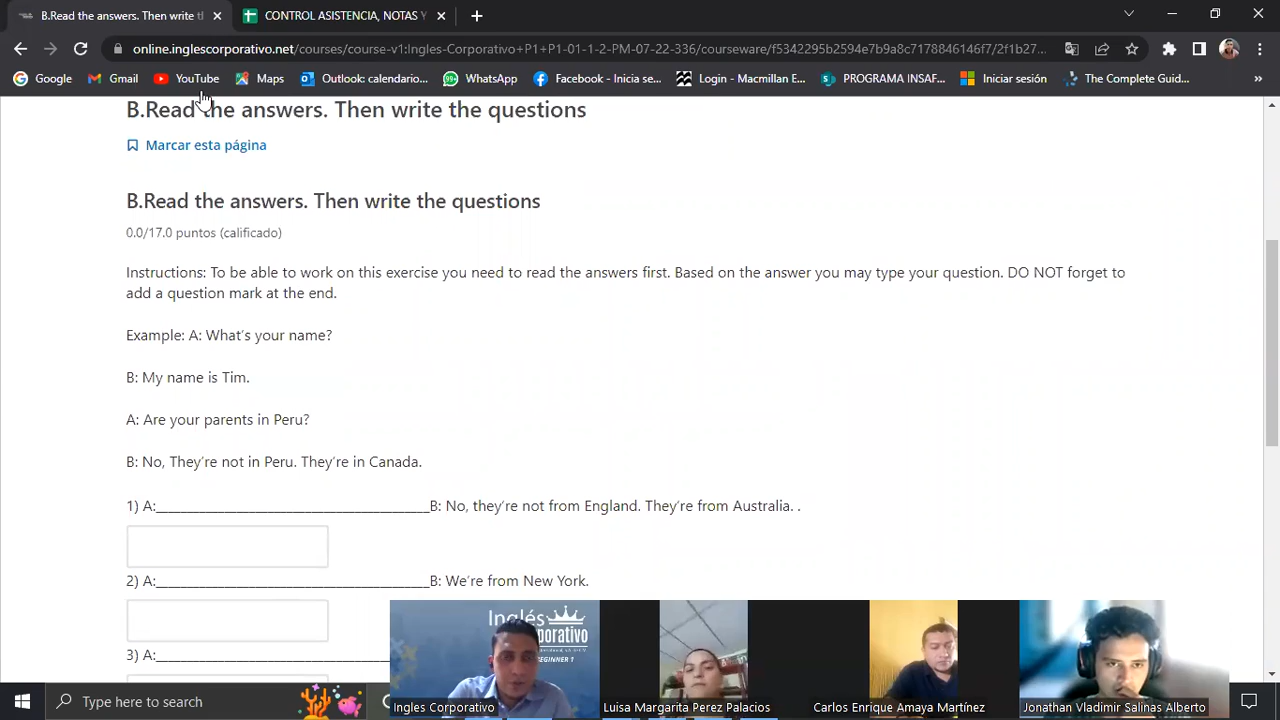 B.Read the answers. Then write t
CONTROL ASISTENCIA, NOTAS Y
online.inglescorporativo.net/courses/course-v1:Ingles-Corporativo+P1+P1-01-1-2-PM-07-22-336/courseware/f5342295b2594e7b9a8c7178846146f7/2f1b27...
Google Gmail YouTube Maps Outlook: calendario... WhatsApp Facebook - Inicia se... Login - Macmillan E... PROGRAMA INSAF... Iniciar sesión The Complete Guid...
B.Read the answers. Then write the questions
Marcar esta página
B.Read the answers. Then write the questions
0.0/17.0 puntos (calificado)
Instructions: To be able to work on this exercise you need to read the answers first. Based on the answer you may type your question. DO NOT forget to
add a question mark at the end.
Example: A: What's your name?
B: My name is Tim.
A: Are your parents in Peru?
B: No, They're not in Peru. They're in Canada.
1) A:_________________________________B: No, they're not from England. They're from Australia. .
2) A:_________________________________B: We're from New York.
3) A:____________________________
Inglés
orporativo
BEGINNER 1
Ingles Corporativo
Luisa Margarita Perez Palacios
Carlos Enrique Amaya Martínez
Jonathan Vladimir Salinas Alberto
Type here to search